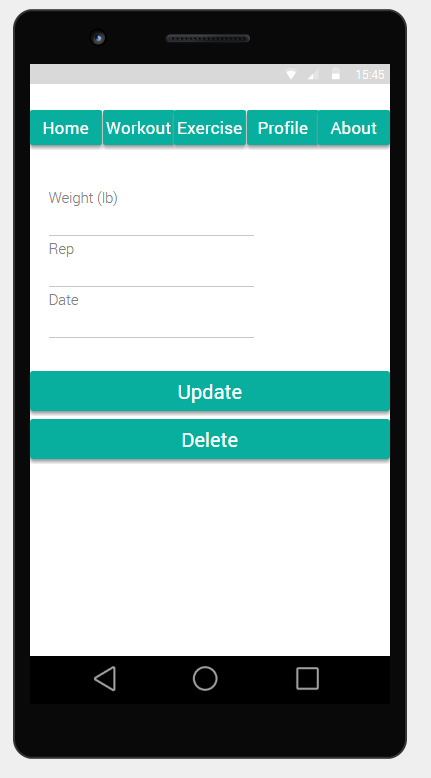 15:45
Home Workout Exercise Profile About
Weight (lb)
Rep
Date
Update
Delete